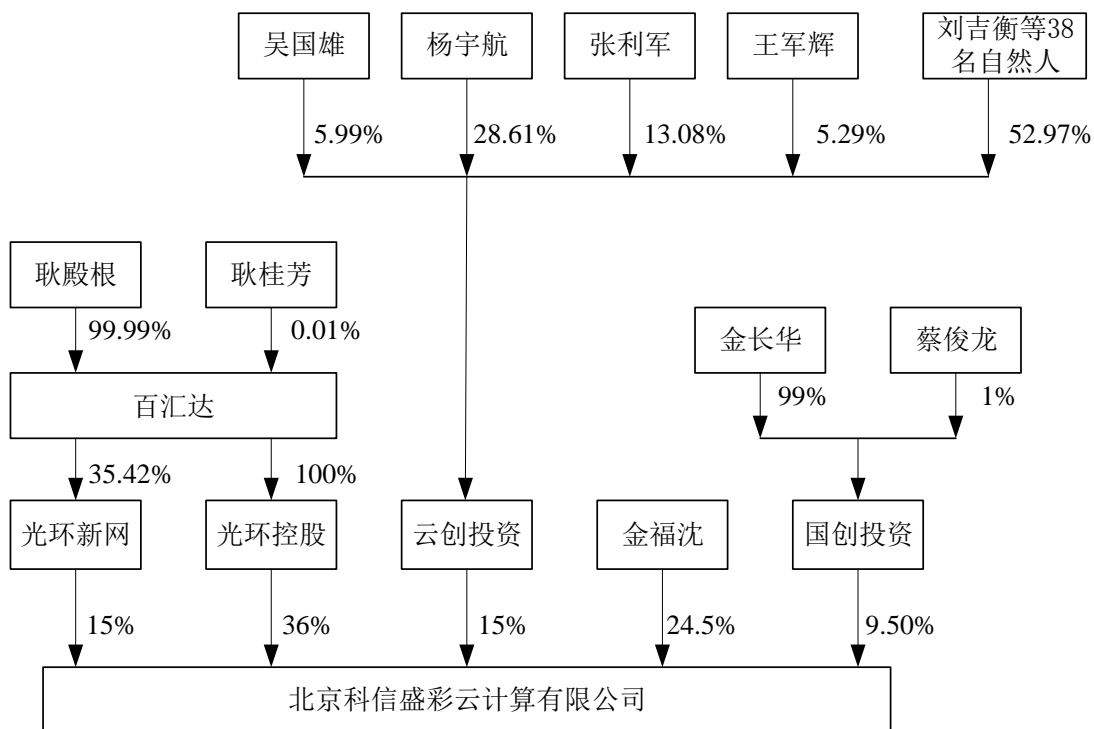 吴国雄
杨宇航
张利军
王军辉
刘吉衡等38
名自然人
5.99%
28.61%
13.08%
5.29%
52.97%
耿殿根
耿桂芳
99.99%
0.01%
金长华
蔡俊龙
99%
1%
百汇达
35.42%
100%
光环新网
光环控股
云创投资
金福沈
国创投资
15%
36%
15%
24.5%
9.50%
北京科信盛彩云计算有限公司